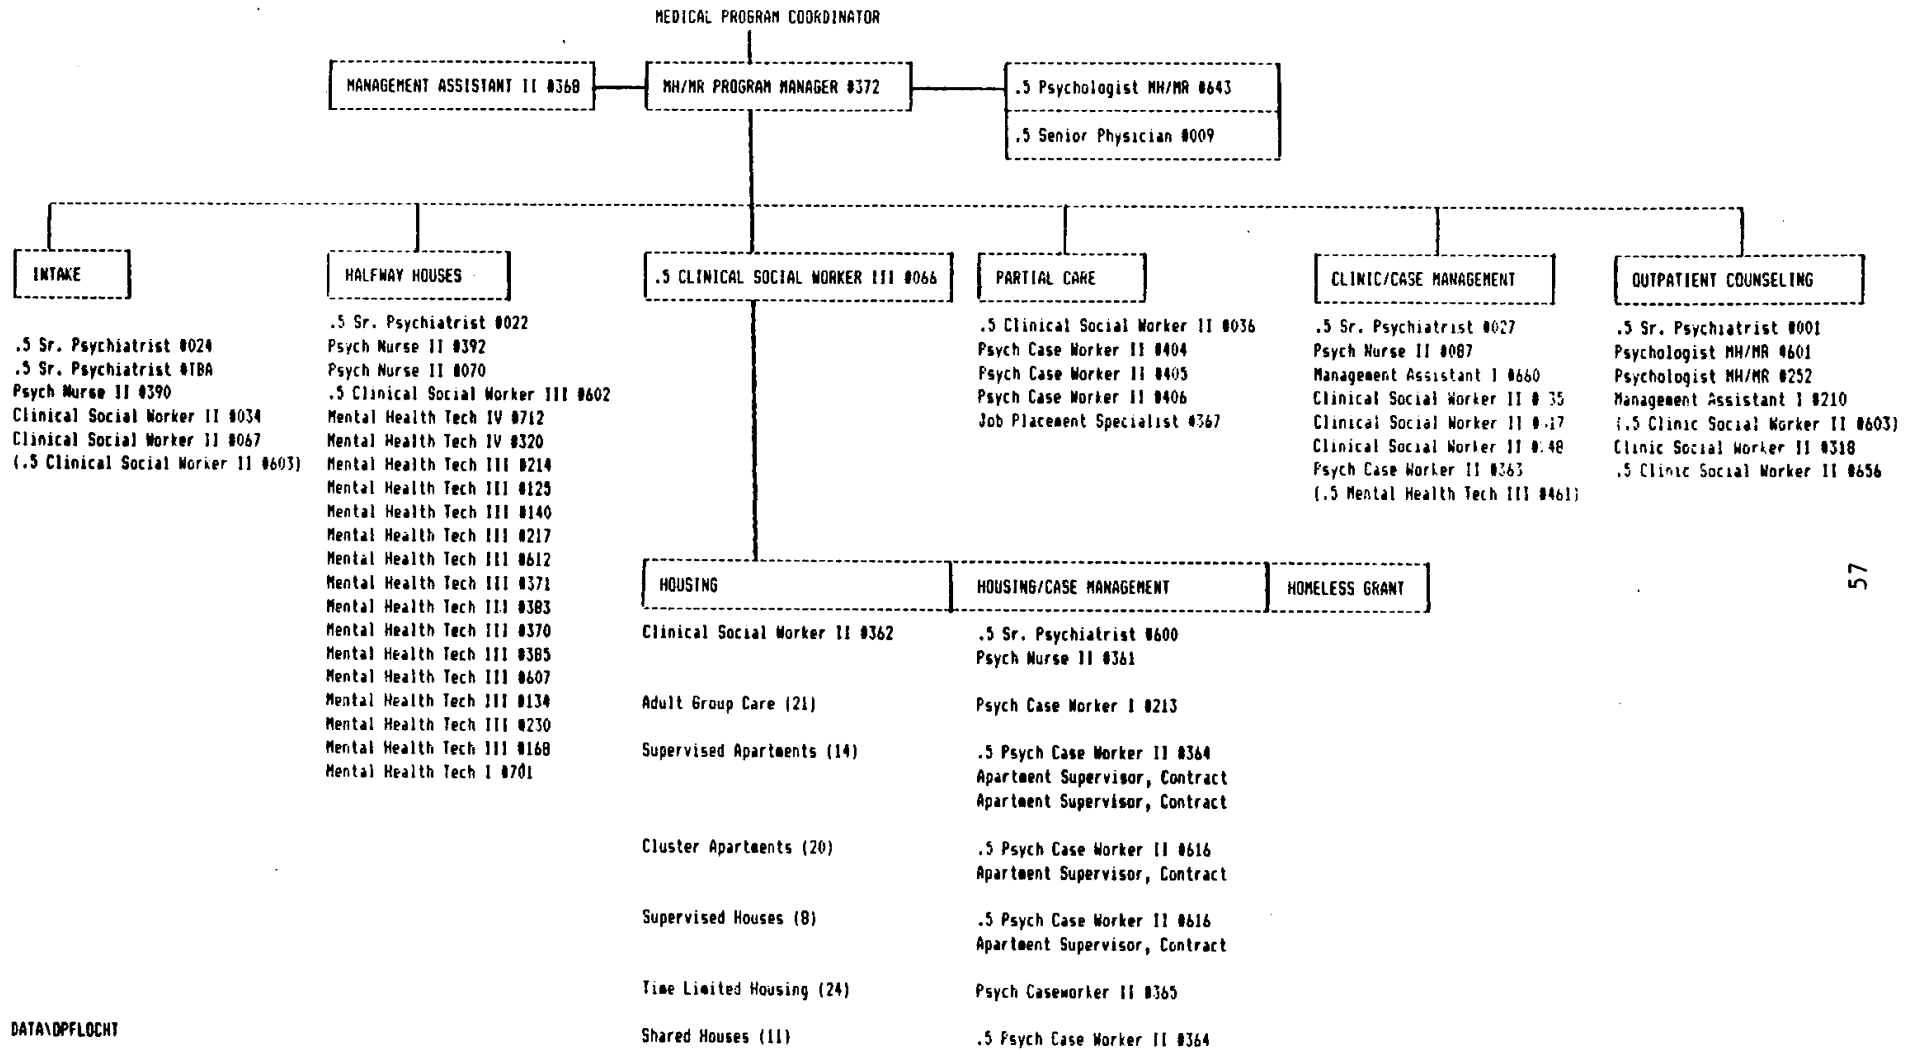 MEDICAL PROGRAM COORDINATOR
MANAGEMENT ASSISTANT II #368
MH/MR PROGRAM MANAGER #372
.5 Psychologist MH/MR #643
.5 Senior Physician #009
INTAKE
.5 Sr. Psychiatrist #024
.5 Sr. Psychiatrist #TBA
Psych Nurse II #390
Clinical Social Worker II #034
Clinical Social Worker II #067
(.5 Clinical Social Worker II #603)
HALFWAY HOUSES
.5 Sr. Psychiatrist #022
Psych Nurse II #392
Psych Nurse II #070
.5 Clinical Social Worker III #602
Mental Health Tech IV #712
Mental Health Tech IV #320
Mental Health Tech III #214
Mental Health Tech III #125
Mental Health Tech III #140
Mental Health Tech III #217
Mental Health Tech III #612
Mental Health Tech III #371
Mental Health Tech III #383
Mental Health Tech III #370
Mental Health Tech III #385
Mental Health Tech III #607
Mental Health Tech III #134
Mental Health Tech III #230
Mental Health Tech III #168
Mental Health Tech I #701
.5 CLINICAL SOCIAL WORKER III #066
PARTIAL CARE
.5 Clinical Social Worker II #036
Psych Case Worker II #404
Psych Case Worker II #405
Psych Case Worker II #406
Job Placement Specialist #367
CLINIC/CASE MANAGEMENT
.5 Sr. Psychiatrist #027
Psych Nurse II #087
Management Assistant I #660
Clinical Social Worker II
Clinical Social Worker II
Clinical Social Worker II
Psych Case Worker II #363
(.5 Mental Health Tech III #461)
OUTPATIENT COUNSELING
.5 Sr. Psychiatrist #001
Psychologist MH/MR #601
Psychologist MH/MR #252
Management Assistant I #210
(.5 Clinic Social Worker II #603)
Clinic Social Worker II #318
.5 Clinic Social Worker II #656
HOUSING
HOUSING/CASE MANAGEMENT
HOMELESS GRANT
Clinical Social Worker II #362
.5 Sr. Psychiatrist #600
Psych Nurse II #361
Adult Group Care (21)
Psych Case Worker I #213
Supervised Apartments (14)
.5 Psych Case Worker II #364
Apartment Supervisor, Contract
Apartment Supervisor, Contract
Cluster Apartments (20)
.5 Psych Case Worker II #616
Apartment Supervisor, Contract
Supervised Houses (8)
.5 Psych Case Worker II #616
Apartment Supervisor, Contract
Time Limited Housing (24)
Psych Caseworker II #365
Shared Houses (11)
.5 Psych Case Worker II #364
57
DATA\OPFLOCHT